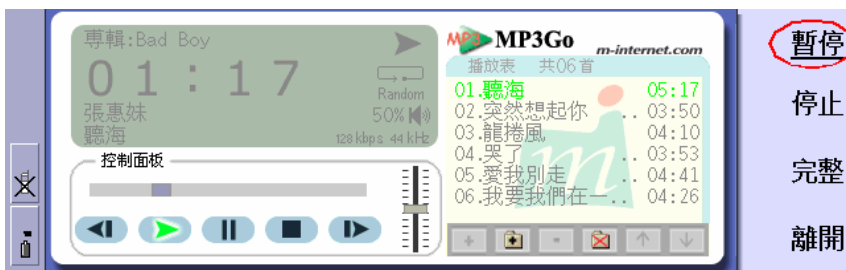 專輯:Bad Boy
01:17
Random
張惠妹
50%
聽海
128 kbps 44 kHz
控制面板
MP3 MP3Go
m-internet.com
播放表 共06首
01.聽海 05:17
02.突然想起你 .. 03:50
03.龍捲風 04:10
04.哭了 .. 03:53
05.愛我別走 .. 04:41
06.我要我們在一.. 04:26
暫停
停止
完整
離開